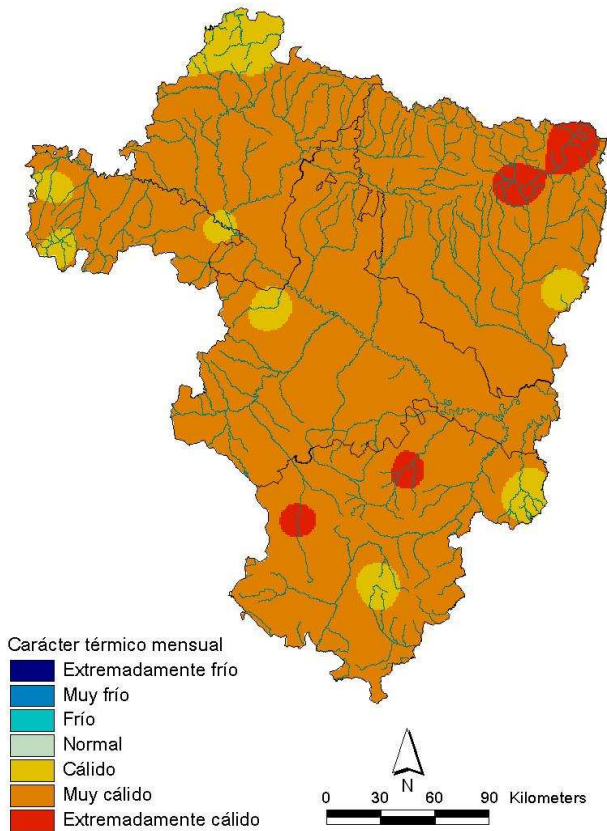 Carácter térmico mensual
Extremadamente frío
Muy frío
Frío
Normal
Cálido
Muy cálido
Extremadamente cálido
N
0 30 60 90 Kilometers